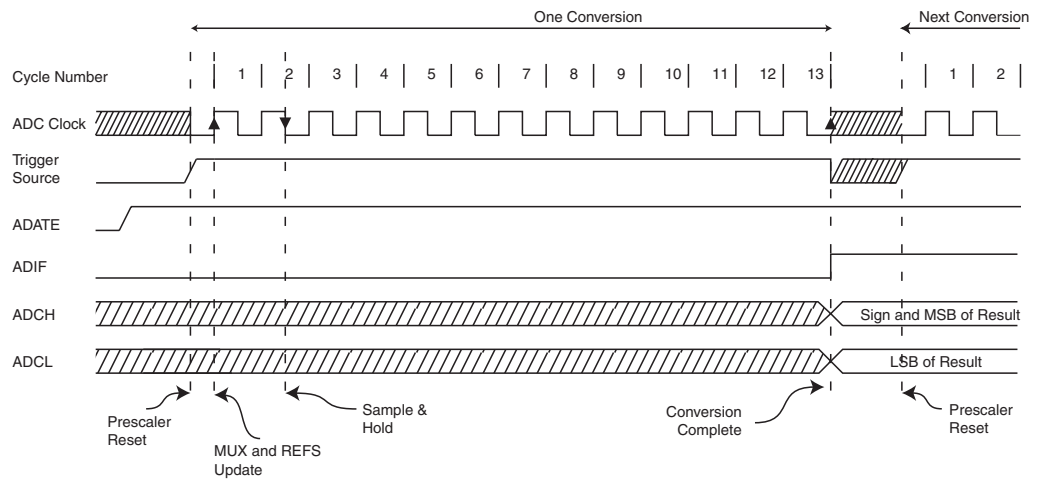 One Conversion
Next Conversion
Cycle Number
1 2 3 4 5 6 7 8 9 10 11 12 13 1 2
ADC Clock
Trigger
Source
ADATE
ADIF
ADCH
Sign and MSB of Result
ADCL
LSB of Result
Prescaler
Reset
MUX and REFS
Update
Sample &
Hold
Conversion
Complete
Prescaler
Reset